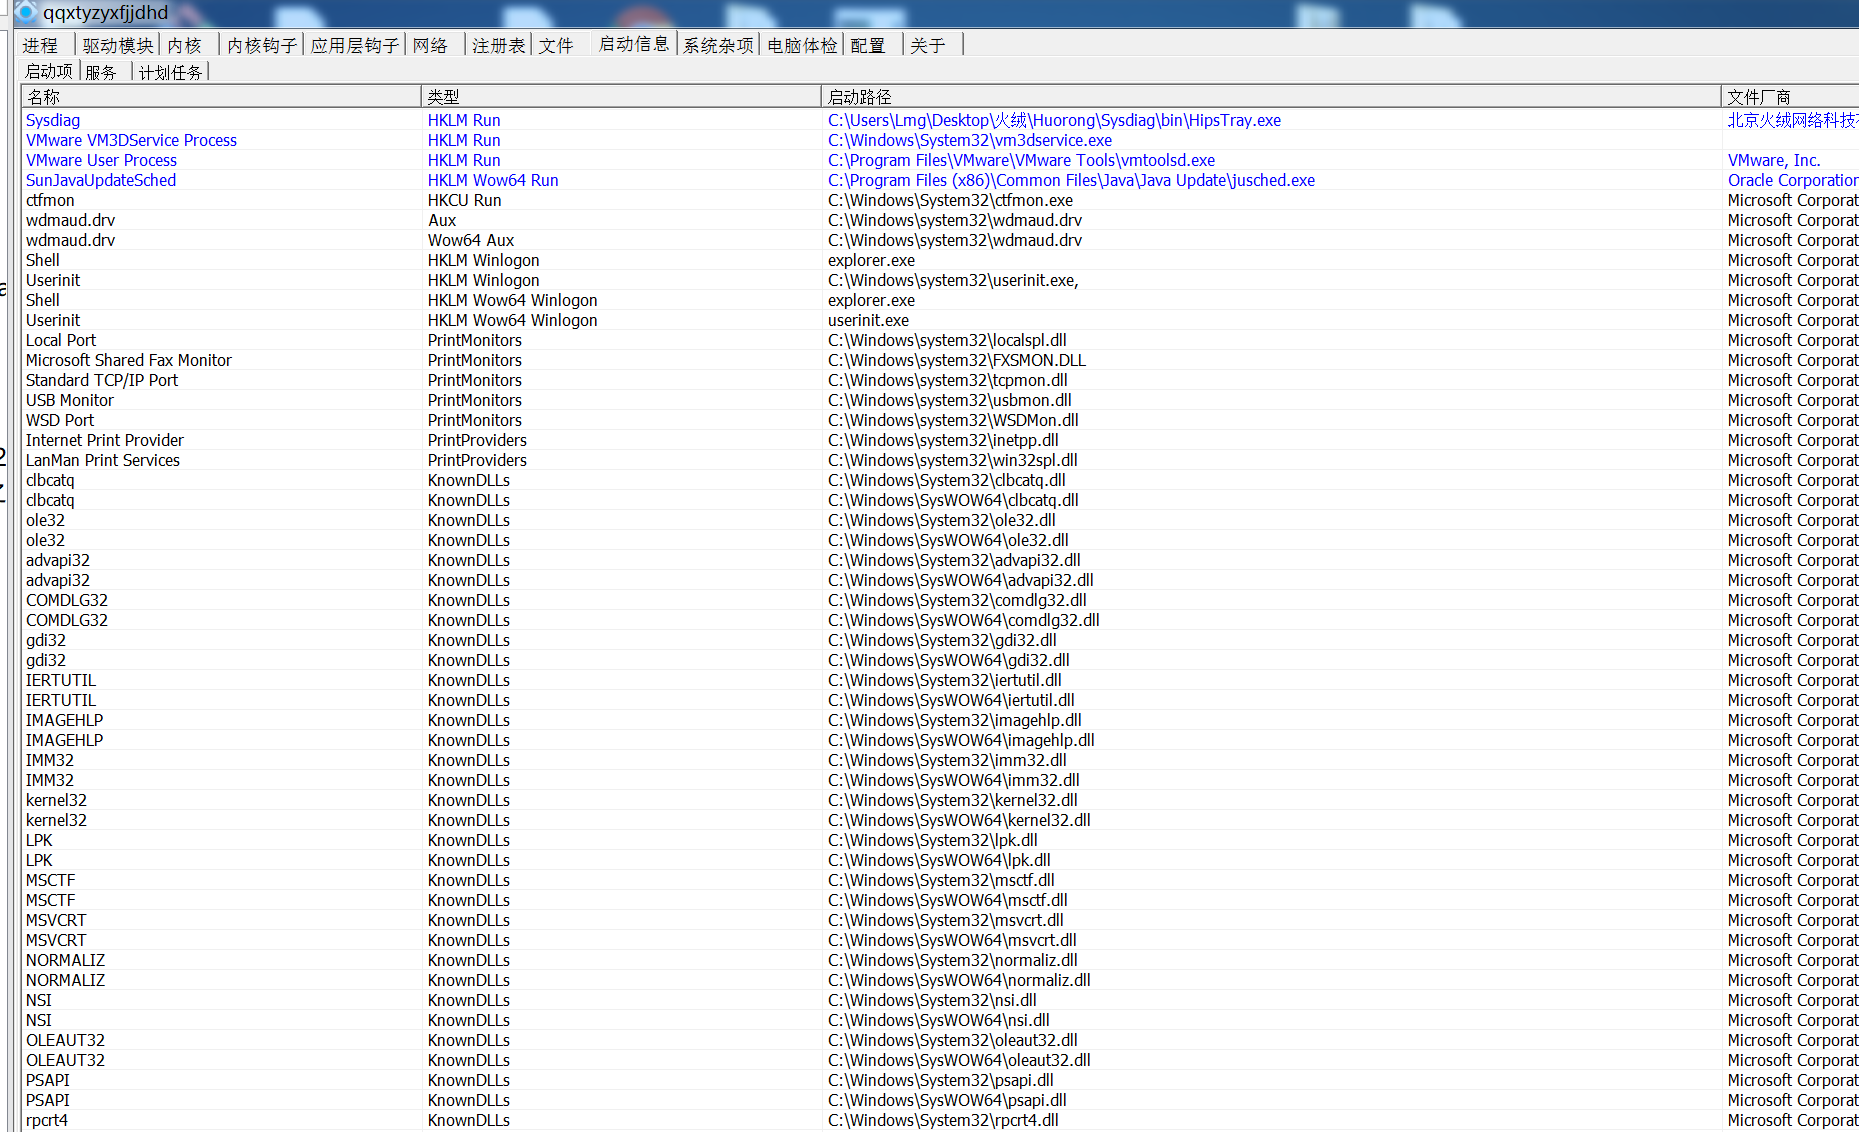 qqxtyzyxfjjdhd
进程 驱动模块 内核 内核钩子 应用层钩子 网络 注册表 文件 启动信息 系统杂项 电脑体检 配置 关于
启动项 服务 计划任务
名称 类型 启动路径 文件厂商
Sysdiag HKLM Run C:\Users\Lmg\Desktop\火绒\Huorong\Sysdiag\bin\HipsTray.exe 北京火绒网络科技
VMware VM3DService Process HKLM Run C:\Windows\System32\vm3dservice.exe
VMware User Process HKLM Run C:\Program Files\VMware\VMware Tools\vmtoolsd.exe VMware, Inc.
SunJavaUpdateSched HKLM Wow64 Run C:\Program Files (x86)\Common Files\Java\Java Update\jusched.exe Oracle Corporation
ctfmon HKCU Run C:\Windows\System32\ctfmon.exe Microsoft Corporat
wdmaud.drv Aux C:\Windows\system32\wdmaud.drv Microsoft Corporat
wdmaud.drv Wow64 Aux C:\Windows\system32\wdmaud.drv Microsoft Corporat
Shell HKLM Winlogon explorer.exe Microsoft Corporat
Userinit HKLM Winlogon C:\Windows\system32\userinit.exe, Microsoft Corporat
Shell HKLM Wow64 Winlogon explorer.exe Microsoft Corporat
Userinit HKLM Wow64 Winlogon userinit.exe Microsoft Corporat
Local Port PrintMonitors C:\Windows\system32\localspl.dll Microsoft Corporat
Microsoft Shared Fax Monitor PrintMonitors C:\Windows\system32\FXSMON.DLL Microsoft Corporat
Standard TCP/IP Port PrintMonitors C:\Windows\system32\tcpmon.dll Microsoft Corporat
USB Monitor PrintMonitors C:\Windows\system32\usbmon.dll Microsoft Corporat
WSD Port PrintMonitors C:\Windows\system32\WSDMon.dll Microsoft Corporat
Internet Print Provider PrintProviders C:\Windows\system32\inetpp.dll Microsoft Corporat
LanMan Print Services PrintProviders C:\Windows\system32\win32spl.dll Microsoft Corporat
clbcatq KnownDLLs C:\Windows\System32\clbcatq.dll Microsoft Corporat
clbcatq KnownDLLs C:\Windows\SysWOW64\clbcatq.dll Microsoft Corporat
ole32 KnownDLLs C:\Windows\System32\ole32.dll Microsoft Corporat
ole32 KnownDLLs C:\Windows\SysWOW64\ole32.dll Microsoft Corporat
advapi32 KnownDLLs C:\Windows\System32\advapi32.dll Microsoft Corporat
advapi32 KnownDLLs C:\Windows\SysWOW64\advapi32.dll Microsoft Corporat
COMDLG32 KnownDLLs C:\Windows\System32\comdlg32.dll Microsoft Corporat
COMDLG32 KnownDLLs C:\Windows\SysWOW64\comdlg32.dll Microsoft Corporat
gdi32 KnownDLLs C:\Windows\System32\gdi32.dll Microsoft Corporat
gdi32 KnownDLLs C:\Windows\SysWOW64\gdi32.dll Microsoft Corporat
IERTUTIL KnownDLLs C:\Windows\System32\iertutil.dll Microsoft Corporat
IERTUTIL KnownDLLs C:\Windows\SysWOW64\iertutil.dll Microsoft Corporat
IMAGEHLP KnownDLLs C:\Windows\System32\imagehlp.dll Microsoft Corporat
IMAGEHLP KnownDLLs C:\Windows\SysWOW64\imagehlp.dll Microsoft Corporat
IMM32 KnownDLLs C:\Windows\System32\imm32.dll Microsoft Corporat
IMM32 KnownDLLs C:\Windows\SysWOW64\imm32.dll Microsoft Corporat
kernel32 KnownDLLs C:\Windows\System32\kernel32.dll Microsoft Corporat
kernel32 KnownDLLs C:\Windows\SysWOW64\kernel32.dll Microsoft Corporat
LPK KnownDLLs C:\Windows\System32\lpk.dll Microsoft Corporat
LPK KnownDLLs C:\Windows\SysWOW64\lpk.dll Microsoft Corporat
MSCTF KnownDLLs C:\Windows\System32\msctf.dll Microsoft Corporat
MSCTF KnownDLLs C:\Windows\SysWOW64\msctf.dll Microsoft Corporat
MSVCRT KnownDLLs C:\Windows\System32\msvcrt.dll Microsoft Corporat
MSVCRT KnownDLLs C:\Windows\SysWOW64\msvcrt.dll Microsoft Corporat
NORMALIZ KnownDLLs C:\Windows\System32\normaliz.dll Microsoft Corporat
NORMALIZ KnownDLLs C:\Windows\SysWOW64\normaliz.dll Microsoft Corporat
NSI KnownDLLs C:\Windows\System32\nsi.dll Microsoft Corporat
NSI KnownDLLs C:\Windows\SysWOW64\nsi.dll Microsoft Corporat
OLEAUT32 KnownDLLs C:\Windows\System32\oleaut32.dll Microsoft Corporat
OLEAUT32 KnownDLLs C:\Windows\SysWOW64\oleaut32.dll Microsoft Corporat
PSAPI KnownDLLs C:\Windows\System32\psapi.dll Microsoft Corporat
PSAPI KnownDLLs C:\Windows\SysWOW64\psapi.dll Microsoft Corporat
rpcrt4 KnownDLLs C:\Windows\System32\rpcrt4.dll Microsoft Corporat